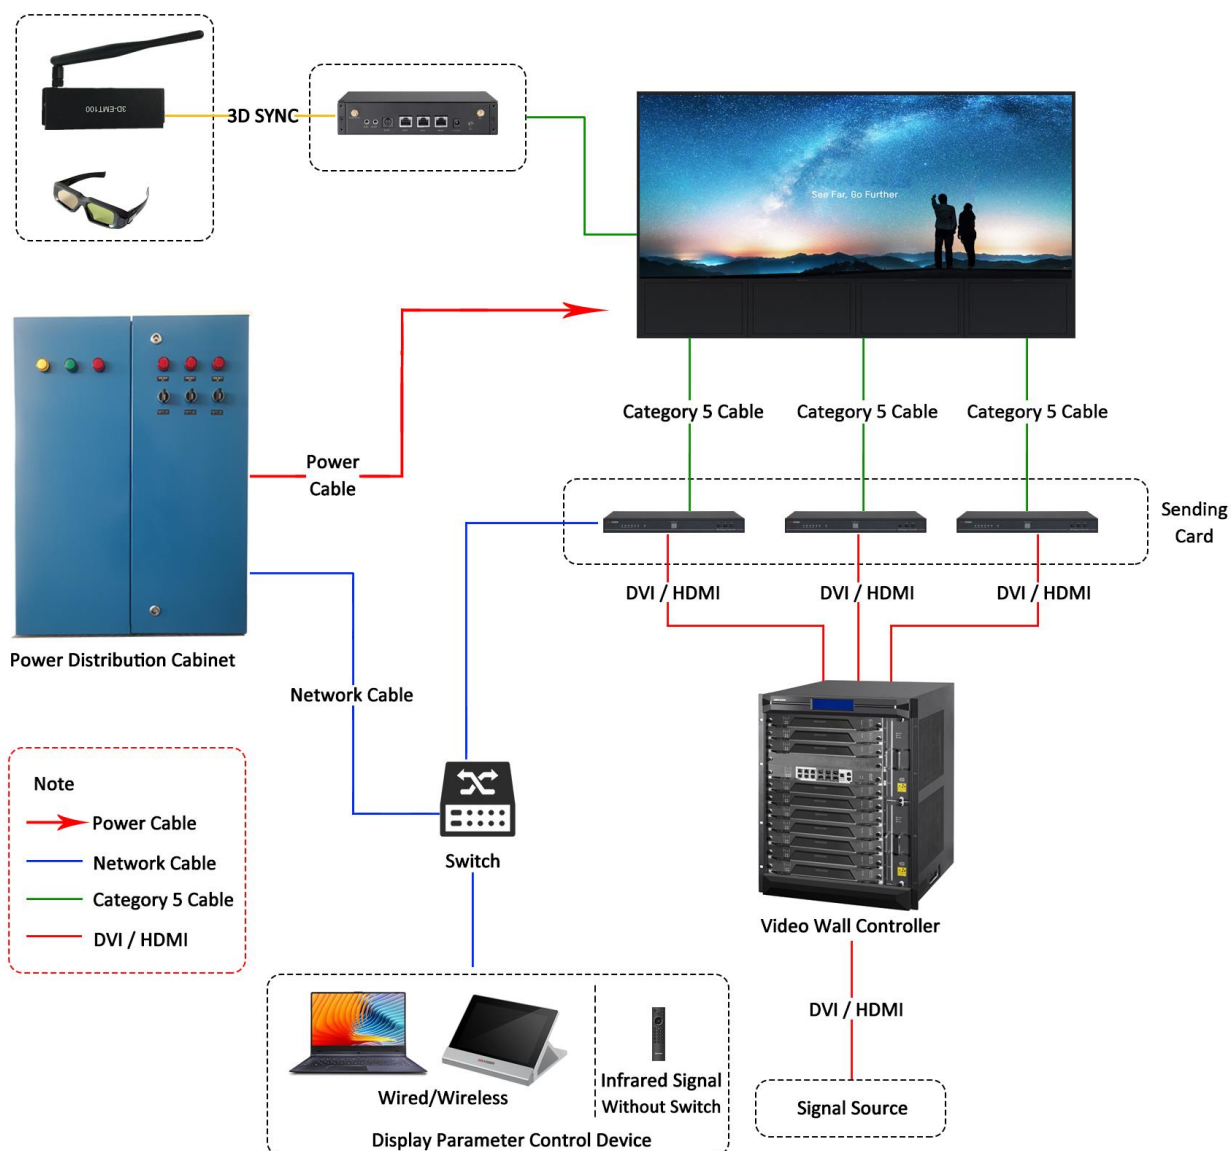 3D-EMT100
3D SYNC
See Far, Go Further
Category 5 Cable
Category 5 Cable
Category 5 Cable
Power
Cable
Sending
Card
DVI / HDMI
DVI / HDMI
DVI / HDMI
Power Distribution Cabinet
Network Cable
Note
Power Cable
Network Cable
Category 5 Cable
DVI / HDMI
Switch
Video Wall Controller
DVI / HDMI
Wired/Wireless
Infrared Signal
Without Switch
Display Parameter Control Device
Signal Source